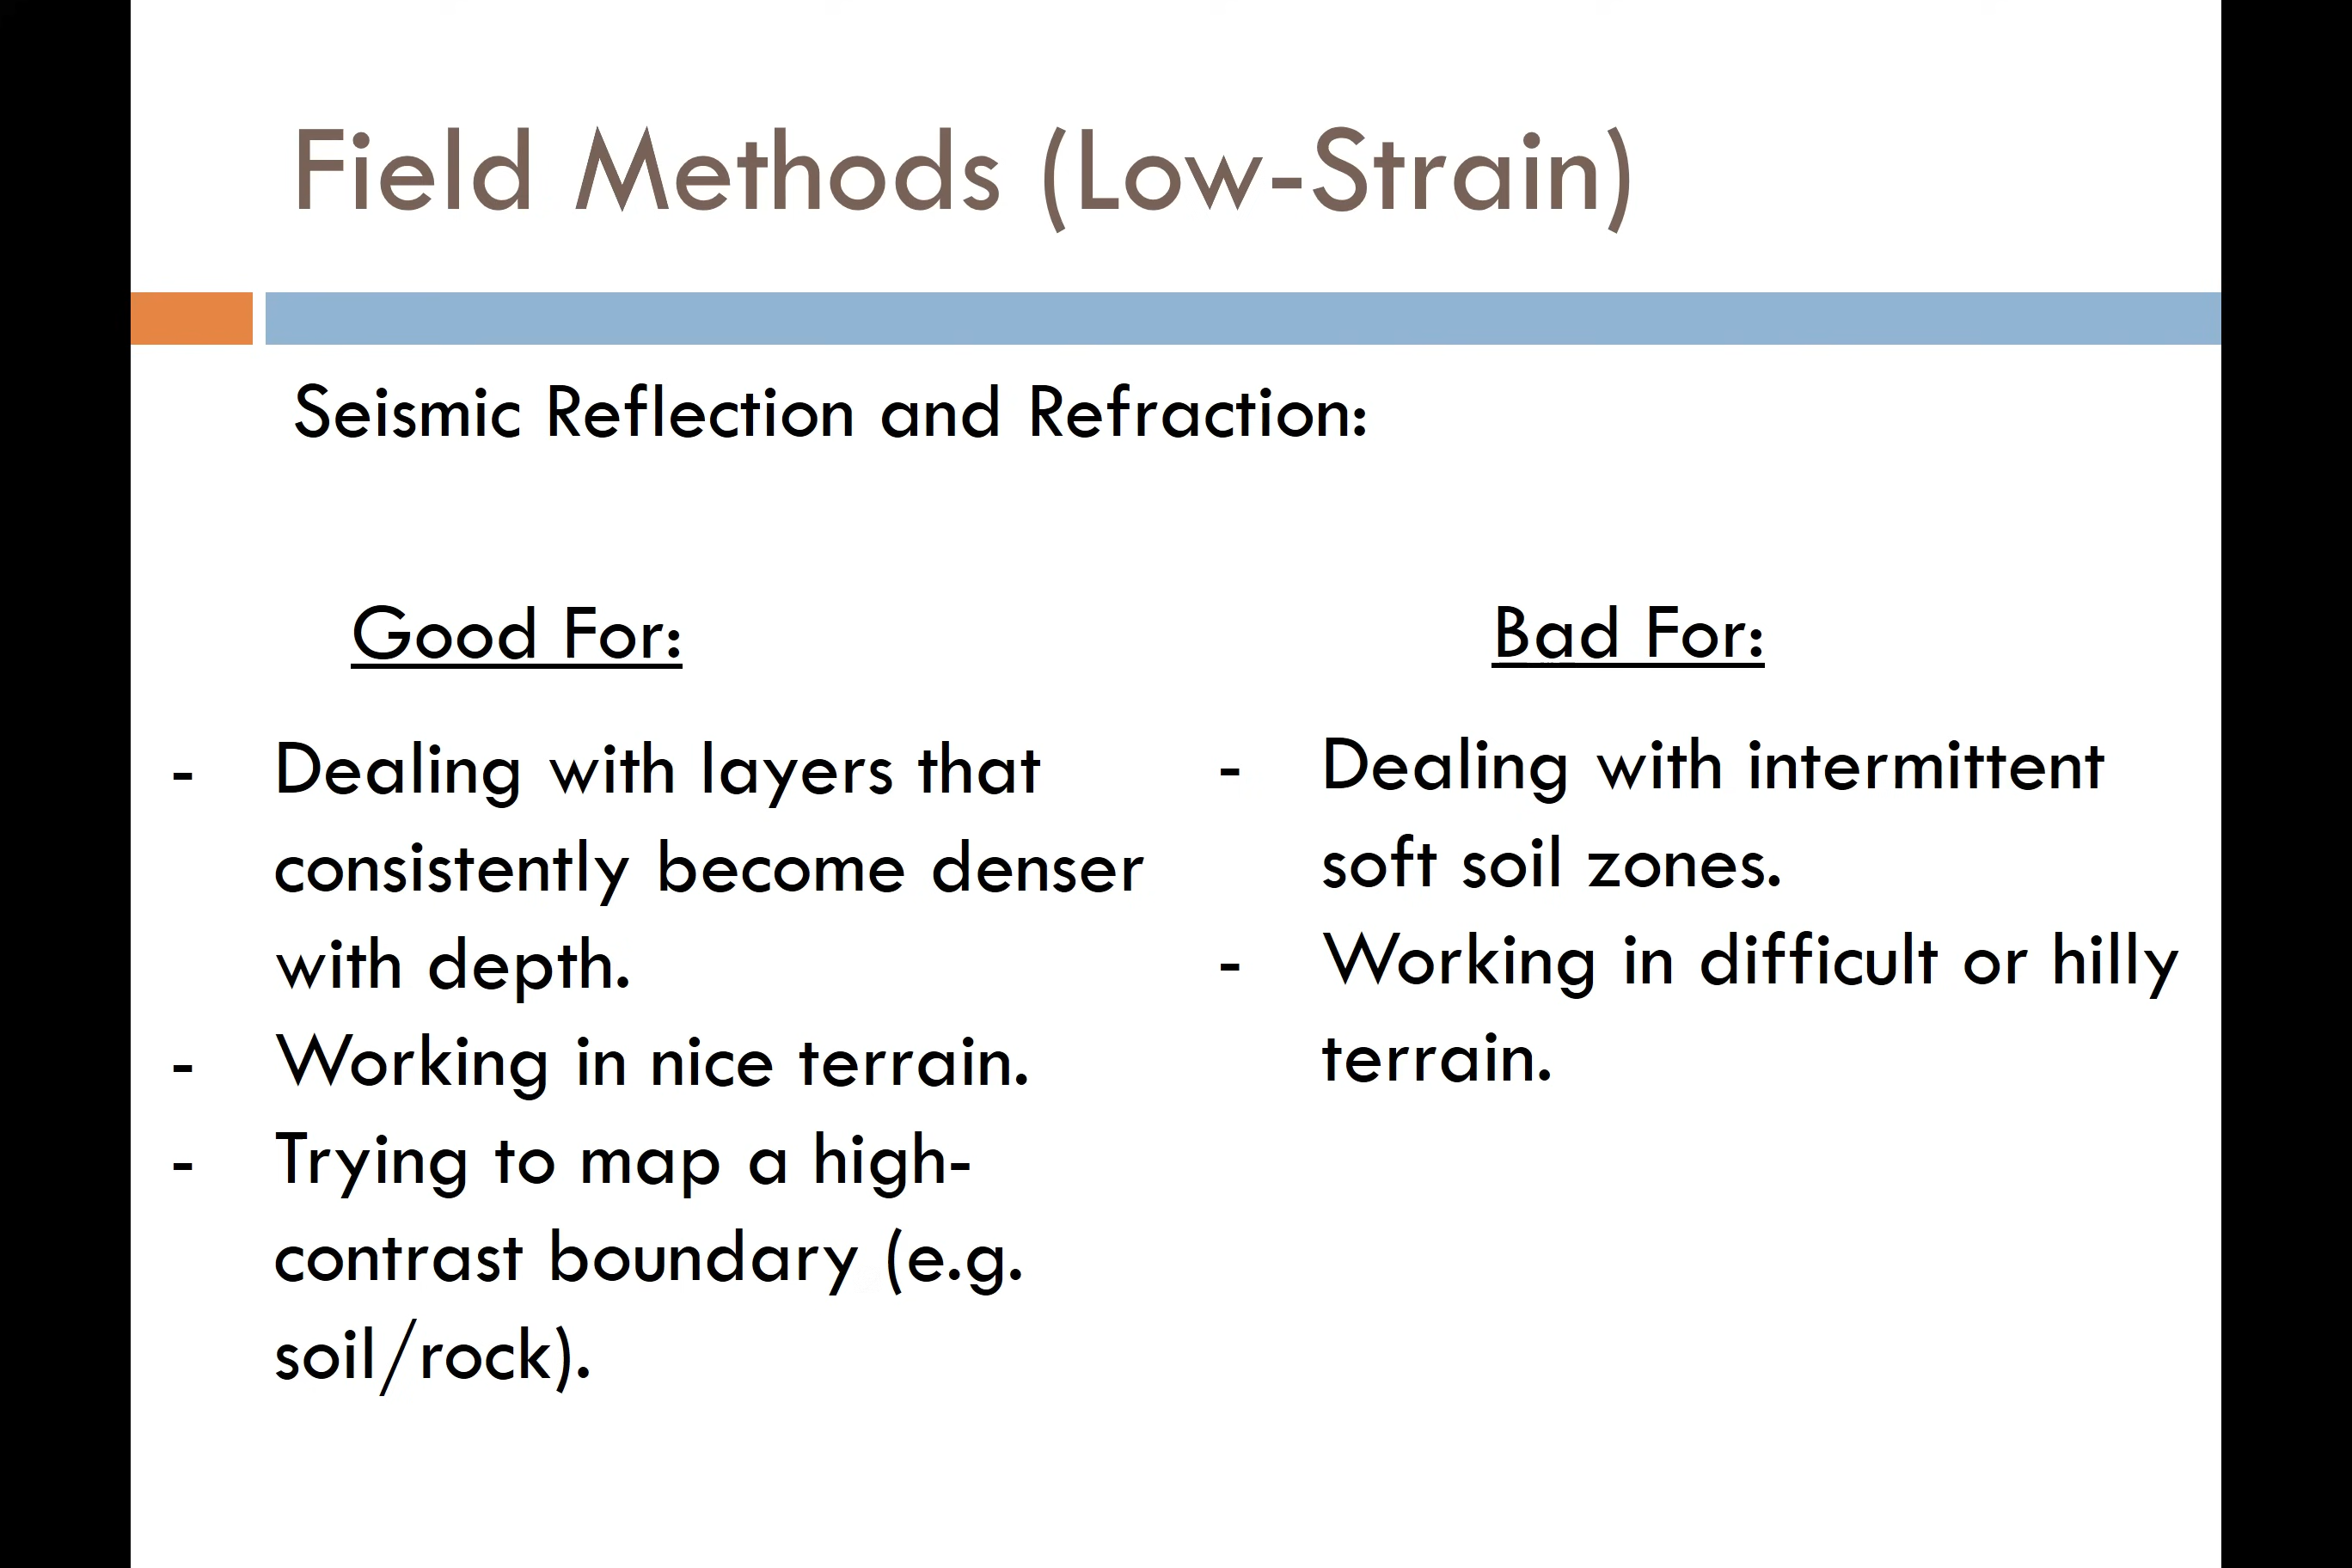 Field Methods (Low-Strain)
Seismic Reflection and Refraction:
Good For:
- Dealing with layers that
consistently become denser
with depth.
- Working in nice terrain.
- Trying to map a high-
contrast boundary (e.g.
soil/rock).
Bad For:
- Dealing with intermittent
soft soil zones.
- Working in difficult or hilly
terrain.